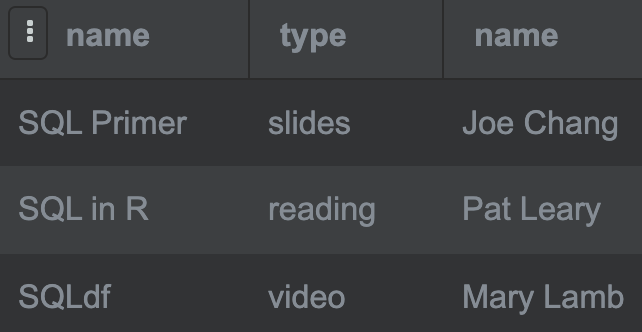 name type name
SQL Primer slides Joe Chang
SQL in R reading Pat Leary
SQLdf video Mary Lamb